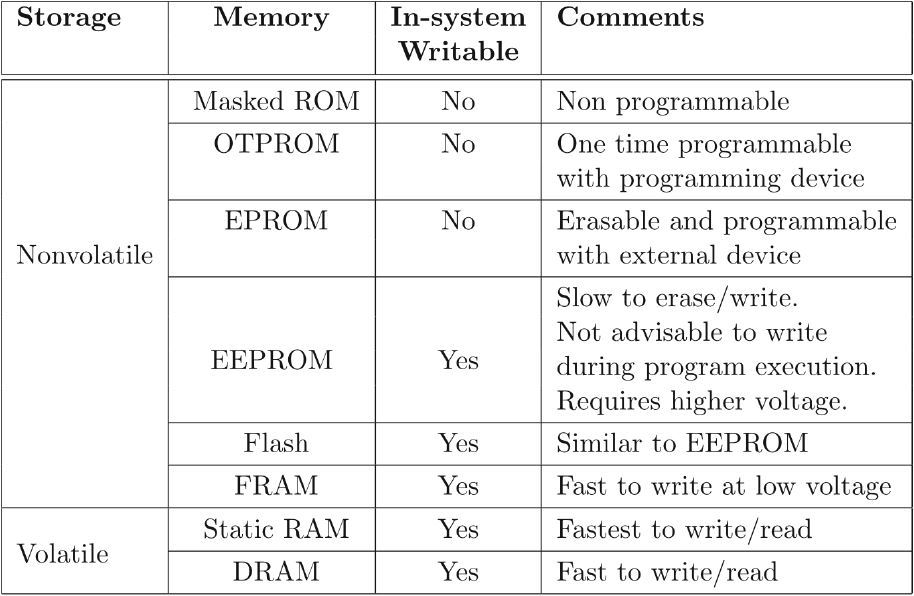 Storage Memory In-system Comments
Writable
Masked ROM No Non programmable
OTPROM No One time programmable
with programming device
EPROM No Erasable and programmable
Nonvolatile with external device
Slow to erase/write.
Not advisable to write
EEPROM Yes during program execution.
Requires higher voltage.
Flash Yes Similar to EEPROM
FRAM Yes Fast to write at low voltage
Static RAM Yes Fastest to write/read
Volatile
DRAM Yes Fast to write/read